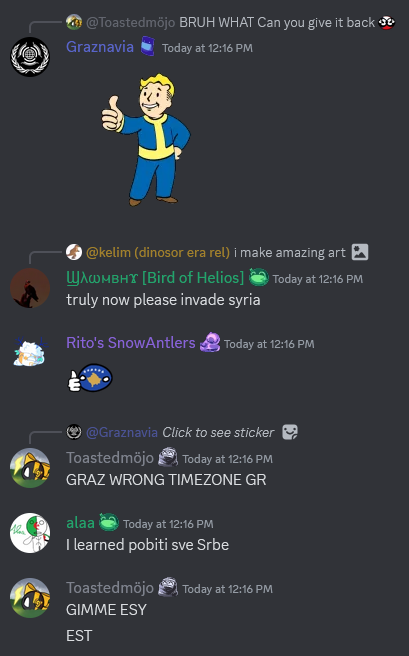 @Toastedmöjo BRUH WHAT Can you give it back
Graznavia Today at 12:16 PM
@kelim (dinosor era rel) i make amazing art
Ϣλωмвнϒ [Bird of Helios] Today at 12:16 PM
truly now please invade syria
Rito's SnowAntlers Today at 12:16 PM
@Graznavia Click to see sticker
Toastedmöjo Today at 12:16 PM
GRAZ WRONG TIMEZONE GR
alaa Today at 12:16 PM
I learned pobiti sve Srbe
Toastedmöjo Today at 12:16 PM
GIMME ESY
EST